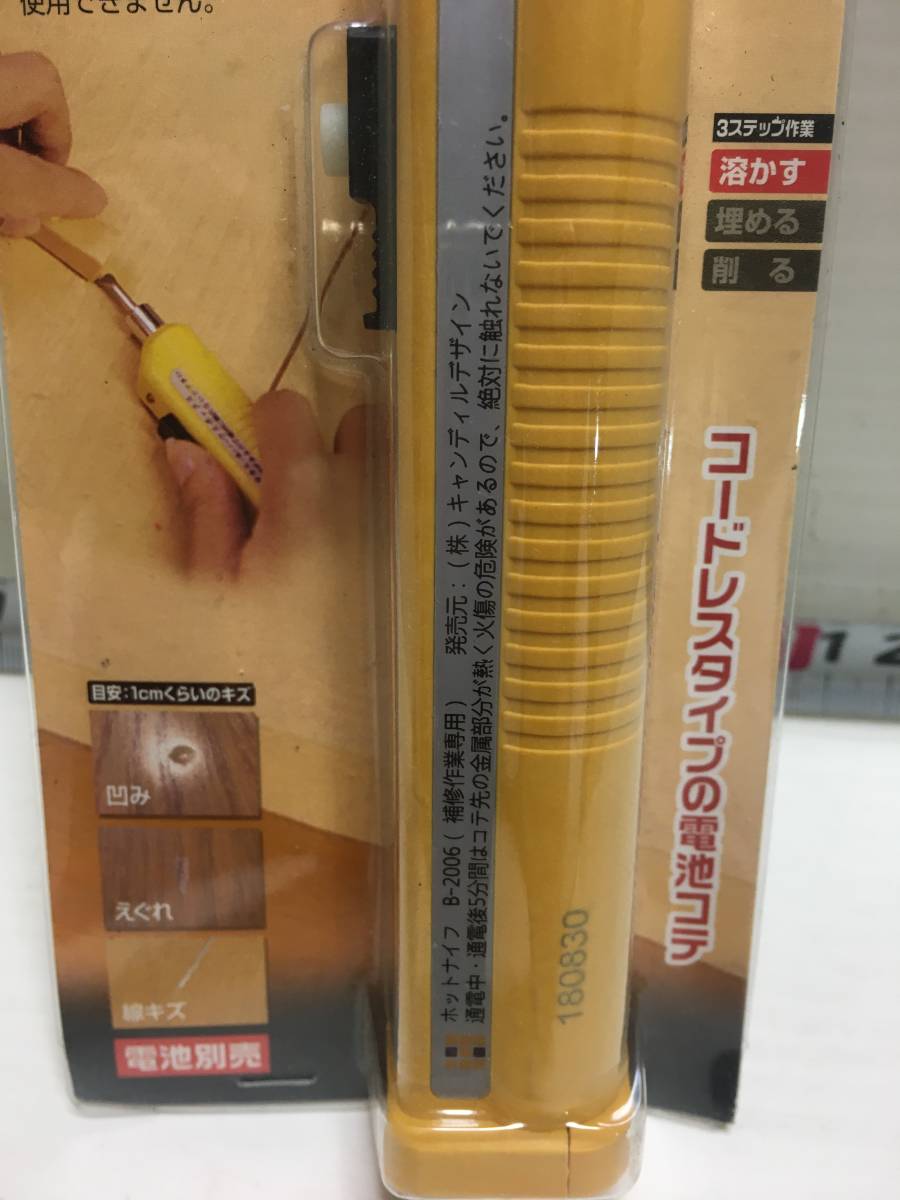 使用できません。
3ステップ作業
溶かす
埋める
削る
コードレスタイプの電池コテ
ホットナイフ B-2006(補修作業専用) 発売元:(株)キャンディルデザイン
通電中・通電後5分間はコテ先の金属部分が熱く火傷の危険があるので、絶対に触れないでください。
180830
目安:1cmくらいのキズ
凹み
えぐれ
線キズ
電池別売
12